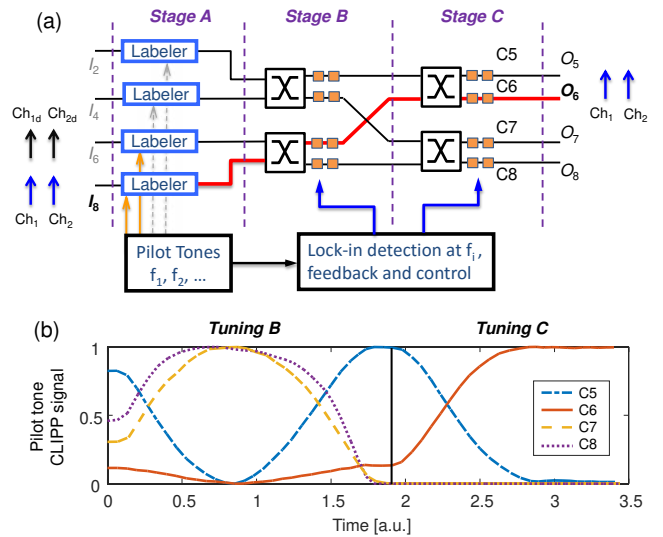 (a)
Stage A
Stage B
Stage C
I2
Labeler
C5
O5
C6
O6
I4
Labeler
Ch1d Ch2d
Ch1 Ch2
I6
Labeler
C7
O7
C8
O8
I8
Labeler
Ch1 Ch2
Pilot Tones
f1, f2, ...
Lock-in detection at fi,
feedback and control
(b)
Tuning B
Tuning C
Pilot tone
CLIPP signal
1
0.5
0
C5
C6
C7
C8
0 0.5 1 1.5 2 2.5 3 3.5
Time [a.u.]